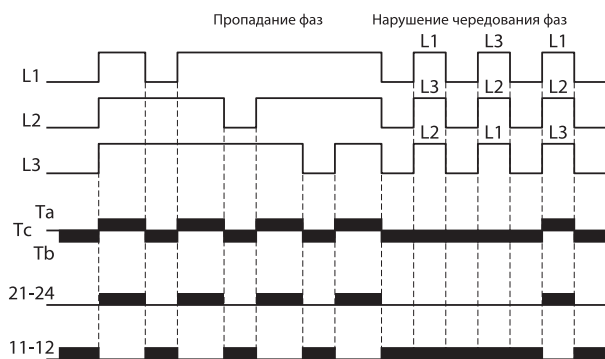 Пропадание фаз Нарушение чередования фаз
L1 L3 L1
L1
L3 L2 L2
L2
L2 L1 L3
L3
Ta
Tc
Tb
21-24
11-12